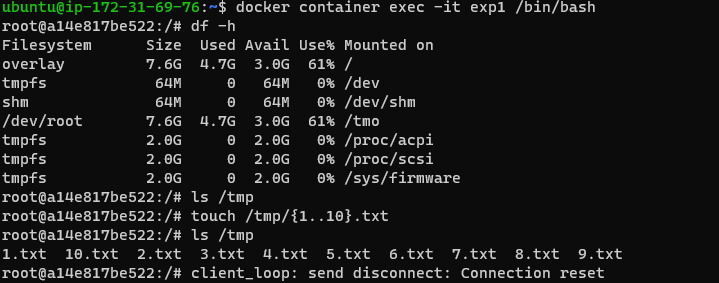 ubuntu@ip-172-31-69-76:~$ docker container exec -it exp1 /bin/bash
root@a14e817be522:/# df -h
Filesystem      Size  Used Avail Use% Mounted on
overlay         7.6G  4.7G  3.0G  61% /
tmpfs            64M     0   64M   0% /dev
shm              64M     0   64M   0% /dev/shm
/dev/root       7.6G  4.7G  3.0G  61% /tmo
tmpfs           2.0G     0  2.0G   0% /proc/acpi
tmpfs           2.0G     0  2.0G   0% /proc/scsi
tmpfs           2.0G     0  2.0G   0% /sys/firmware
root@a14e817be522:/# ls /tmp
root@a14e817be522:/# touch /tmp/{1..10}.txt
root@a14e817be522:/# ls /tmp
1.txt  10.txt  2.txt  3.txt  4.txt  5.txt  6.txt  7.txt  8.txt  9.txt
root@a14e817be522:/# client_loop: send disconnect: Connection reset